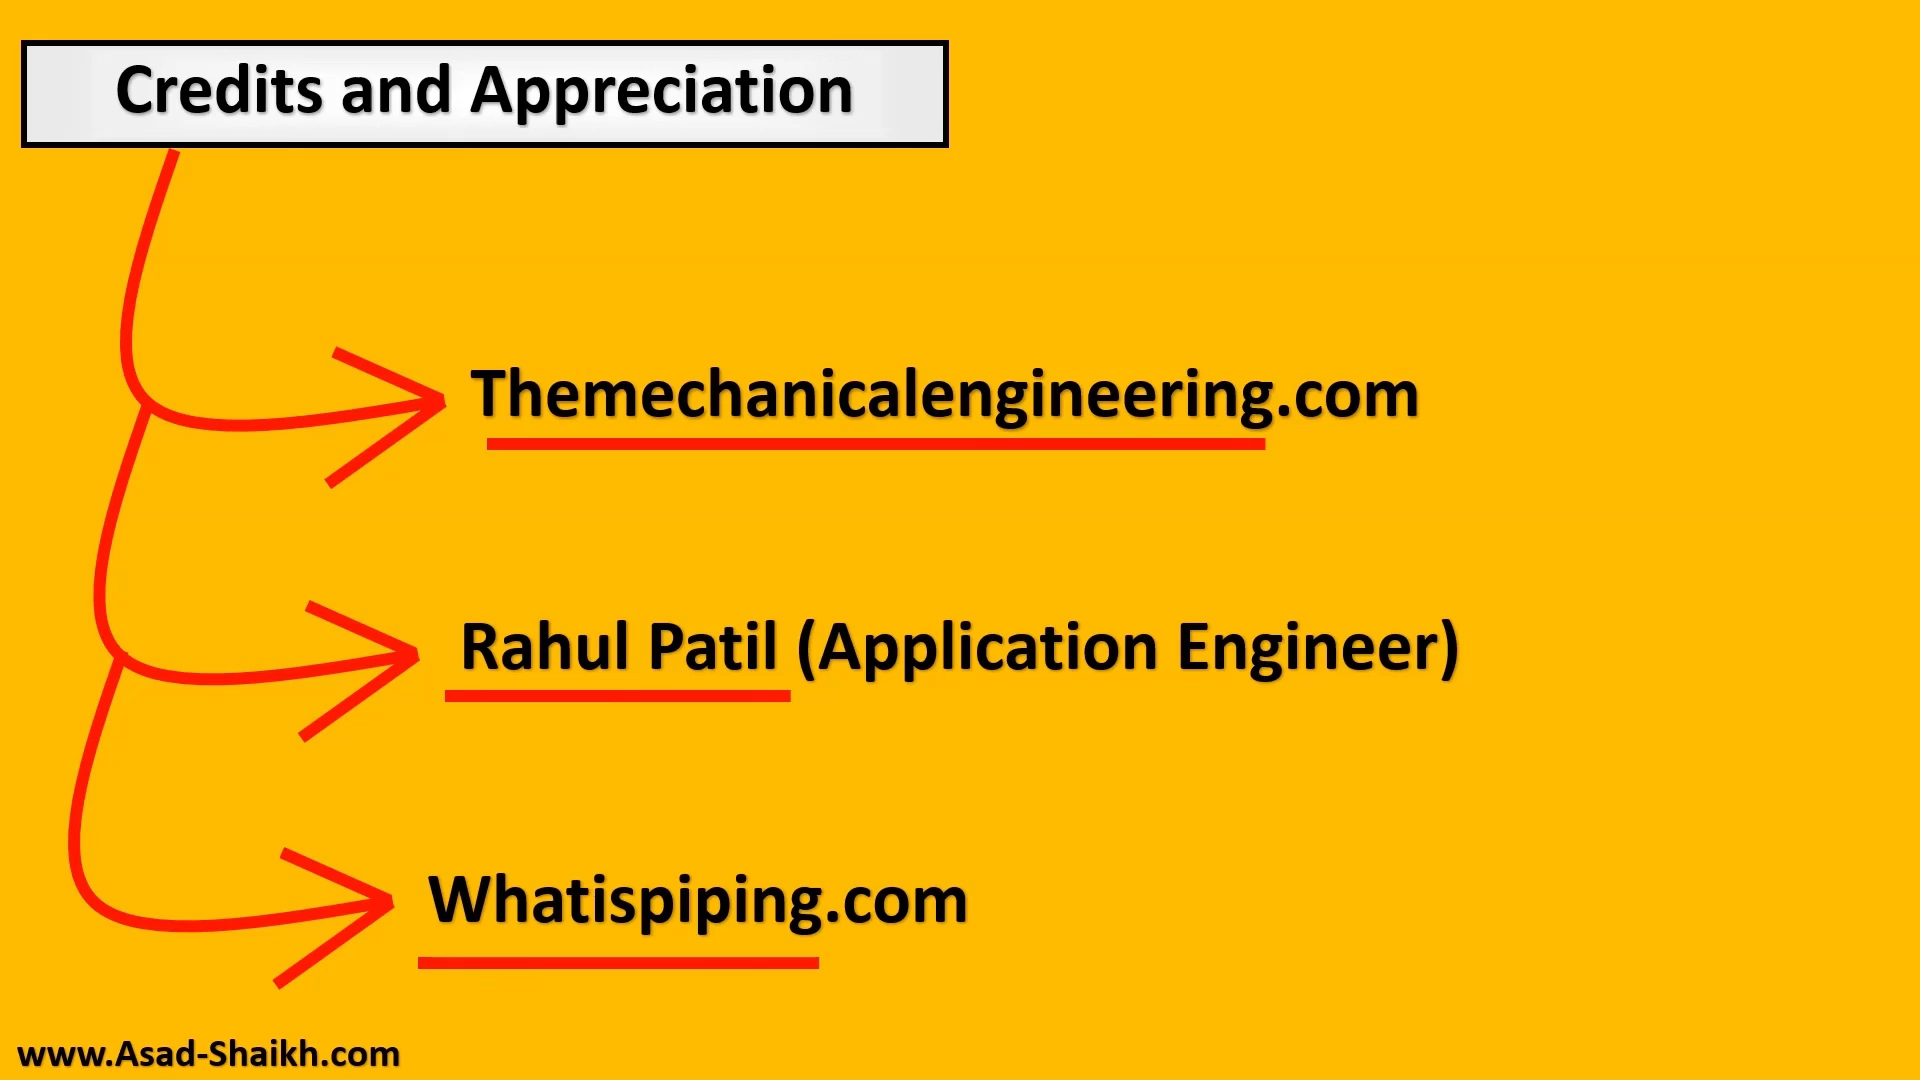 Credits and Appreciation
Themechanicalengineering.com
Rahul Patil (Application Engineer)
Whatispiping.com
www.Asad-Shaikh.com